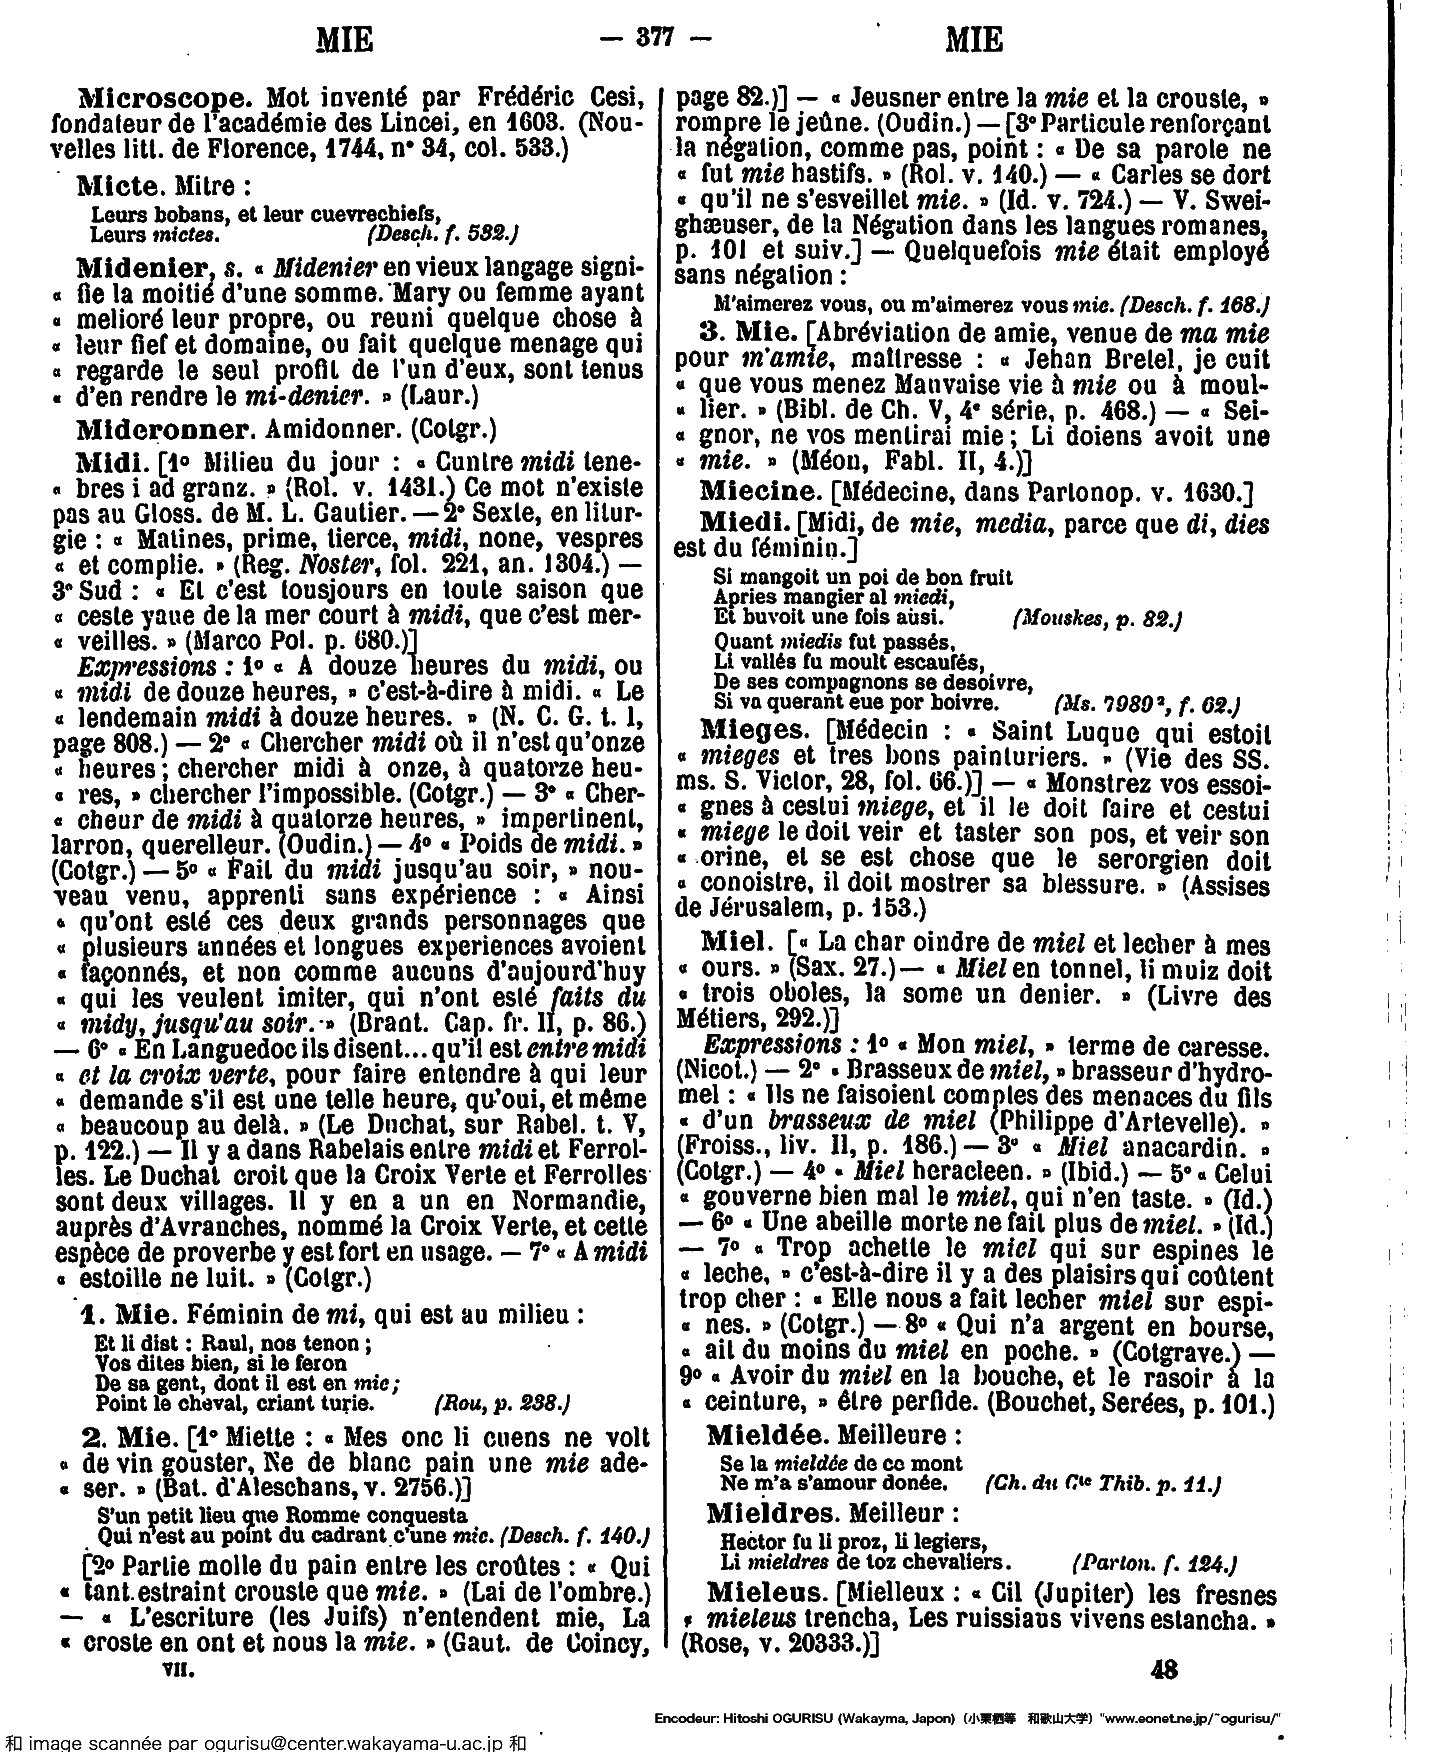 MIE — 377 — MIE
Microscope. Mot inventé par Frédéric Cesi,
fondateur de l'académie des Lincei, en 1603. (Nou-
velles litt. de Florence, 1744, n° 34, col. 533.)
Micte. Mitre :
Leurs bobans, et leur cuevrechiefs,
Leurs mictes. (Desch. f. 532.)
Midenier, s. « Midenier en vieux langage signi-
« fie la moitié d'une somme. Mary ou femme ayant
« melioré leur propre, ou reuni quelque chose à
« leur fief et domaine, ou fait quelque menage qui
« regarde le seul profit de l'un d'eux, sont tenus
« d'en rendre le mi-denier. » (Laur.)
Mideronner. Amidonner. (Cotgr.)
Midi. [1° Milieu du jour : « Cuntre midi tene-
« bres i ad granz. » (Rol. v. 1431.) Ce mot n'existe
pas au Gloss. de M. L. Gautier. — 2° Sexte, en litur-
gie : « Matines, prime, tierce, midi, none, vespres
« et complie. » (Reg. Noster, fol. 221, an. 1304.) —
3° Sud : « Et c'est tousjours en toute saison que
« ceste yaue de la mer court à midi, que c'est mer-
« veilles. » (Marco Pol. p. 680.)]
Expressions : 1° « A douze heures du midi, ou
« midi de douze heures, » c'est-à-dire à midi. « Le
« lendemain midi à douze heures. » (N. C. G. t. I,
page 808.) — 2° « Chercher midi où il n'est qu'onze
« heures ; chercher midi à onze, à quatorze heu-
« res, » chercher l'impossible. (Cotgr.) — 3° « Cher-
« cheur de midi à quatorze heures, » impertinent,
larron, querelleur. (Oudin.) — 4° « Poids de midi. »
(Cotgr.) — 5° « Fait du midi jusqu'au soir, » nou-
veau venu, apprenti sans expérience : « Ainsi
« qu'ont esté ces deux grands personnages que
« plusieurs années et longues experiences avoient
« façonnés, et non comme aucuns d'aujourd'huy
« qui les veulent imiter, qui n'ont esté faits du
« midy, jusqu'au soir. » (Brant. Cap. fr. II, p. 86.)
— 6° « En Languedoc ils disent... qu'il est entre midi
« et la croix verte, pour faire entendre à qui leur
« demande s'il est une telle heure, qu'oui, et même
« beaucoup au delà. » (Le Duchat, sur Rabel. t. V,
p. 122.) — Il y a dans Rabelais entre midi et Ferrol-
les. Le Duchat croit que la Croix Verte et Ferrolles
sont deux villages. Il y en a un en Normandie,
auprès d'Avranches, nommé la Croix Verte, et cette
espèce de proverbe y est fort en usage. — 7° « A midi
« estoille ne luit. » (Cotgr.)
1. Mie. Féminin de mi, qui est au milieu :
Et li dist : Raul, nos tenon ;
Vos dites bien, si le feron
De sa gent, dont il est en mie ;
Point le cheval, criant turie. (Rou, p. 238.)
2. Mie. [1° Miette : « Mes onc li cuens ne volt
« de vin gouster, Ne de blanc pain une mie ade-
« ser. » (Bat. d'Aleschans, v. 2756.)]
S'un petit lieu que Romme conquesta
Qui n'est au point du cadrant c'une mie. (Desch. f. 140.)
[2° Partie molle du pain entre les croûtes : « Qui
« tant estraint crouste que mie. » (Lai de l'ombre.)
— « L'escriture (les Juifs) n'entendent mie, La
« croste en ont et nous la mie. » (Gaut. de Coincy,
VII.
page 82.)] — « Jeusner entre la mie et la crouste, »
rompre le jeûne. (Oudin.) — [3° Particule renforçant
la négation, comme pas, point : « De sa parole ne
« fut mie hastifs. » (Rol. v. 140.) — « Carles se dort
« qu'il ne s'esveillet mie. » (Id. v. 724.) — V. Swei-
ghæuser, de la Négation dans les langues romanes,
p. 101 et suiv.] — Quelquefois mie était employé
sans négation :
M'aimerez vous, ou m'aimerez vous mie. (Desch. f. 168.)
3. Mie. [Abréviation de amie, venue de ma mie
pour m'amie, maîtresse : « Jehan Bretel, je cuit
« que vous menez Mauvaise vie à mie ou à moul-
« lier. » (Bibl. de Ch. V, 4° série, p. 468.) — « Sei-
« gnor, ne vos mentirai mie ; Li doiens avoit une
« mie. » (Méon, Fabl. II, 4.)]
Miecine. [Médecine, dans Partonop. v. 1630.]
Miedi. [Midi, de mie, media, parce que di, dies
est du féminin.]
Si mangoit un poi de bon fruit
Apries mangier al miedi,
Et buvoit une fois ausi. (Mouskes, p. 82.)
Quant miedis fut passés,
Li vallés fu moult escaufés,
De ses compagnons se desoivre,
Si va querant eue por boivre. (Ms. 7989², f. 62.)
Mieges. [Médecin : « Saint Luque qui estoit
« mieges et tres bons painturiers. » (Vie des SS.
ms. S. Victor, 28, fol. 66.)] — « Monstrez vos essoi-
« gnes à cestui miege, et il le doit faire et cestui
« miege le doit veir et taster son pos, et veir son
« orine, et se est chose que le serorgien doit
« conoistre, il doit mostrer sa blessure. » (Assises
de Jérusalem, p. 153.)
Miel. [« La char oindre de miel et lecher à mes
« ours. » (Sax. 27.) — « Miel en tonnel, li muiz doit
« trois oboles, la some un denier. » (Livre des
Métiers, 292.)]
Expressions : 1° « Mon miel, » terme de caresse.
(Nicot.) — 2° « Brasseux de miel, » brasseur d'hydro-
mel : « Ils ne faisoient comptes des menaces du fils
« d'un brasseux de miel (Philippe d'Artevelle). »
(Froiss., liv. II, p. 186.) — 3° « Miel anacardin. »
(Cotgr.) — 4° « Miel heracleen. » (Ibid.) — 5° « Celui
« gouverne bien mal le miel, qui n'en taste. » (Id.)
— 6° « Une abeille morte ne fait plus de miel. » (Id.)
— 7° « Trop achette le miel qui sur espines le
« leche, » c'est-à-dire il y a des plaisirs qui coûtent
trop cher : « Elle nous a fait lecher miel sur espi-
« nes. » (Cotgr.) — 8° « Qui n'a argent en bourse,
« ait du moins du miel en poche. » (Cotgrave.) —
9° « Avoir du miel en la bouche, et le rasoir à la
« ceinture, » être perfide. (Bouchet, Serées, p. 101.)
Mieldée. Meilleure :
Se la mieldée de ce mont
Ne m'a s'amour donée. (Ch. du Cte Thib. p. 11.)
Mieldres. Meilleur :
Hector fu li proz, li legiers,
Li mieldres de toz chevaliers. (Parton. f. 124.)
Mieleus. [Mielleux : « Cil (Jupiter) les fresnes
« mieleus trencha, Les ruissiaus vivens estancha. »
(Rose, v. 20333.)]
48
Encodeur: Hitoshi OGURISU (Wakayma, Japon) (小栗栖等 和歌山大学) "www.eonet.ne.jp/~ogurisu/"
和 image scannée par ogurisu@center.wakayama-u.ac.jp 和